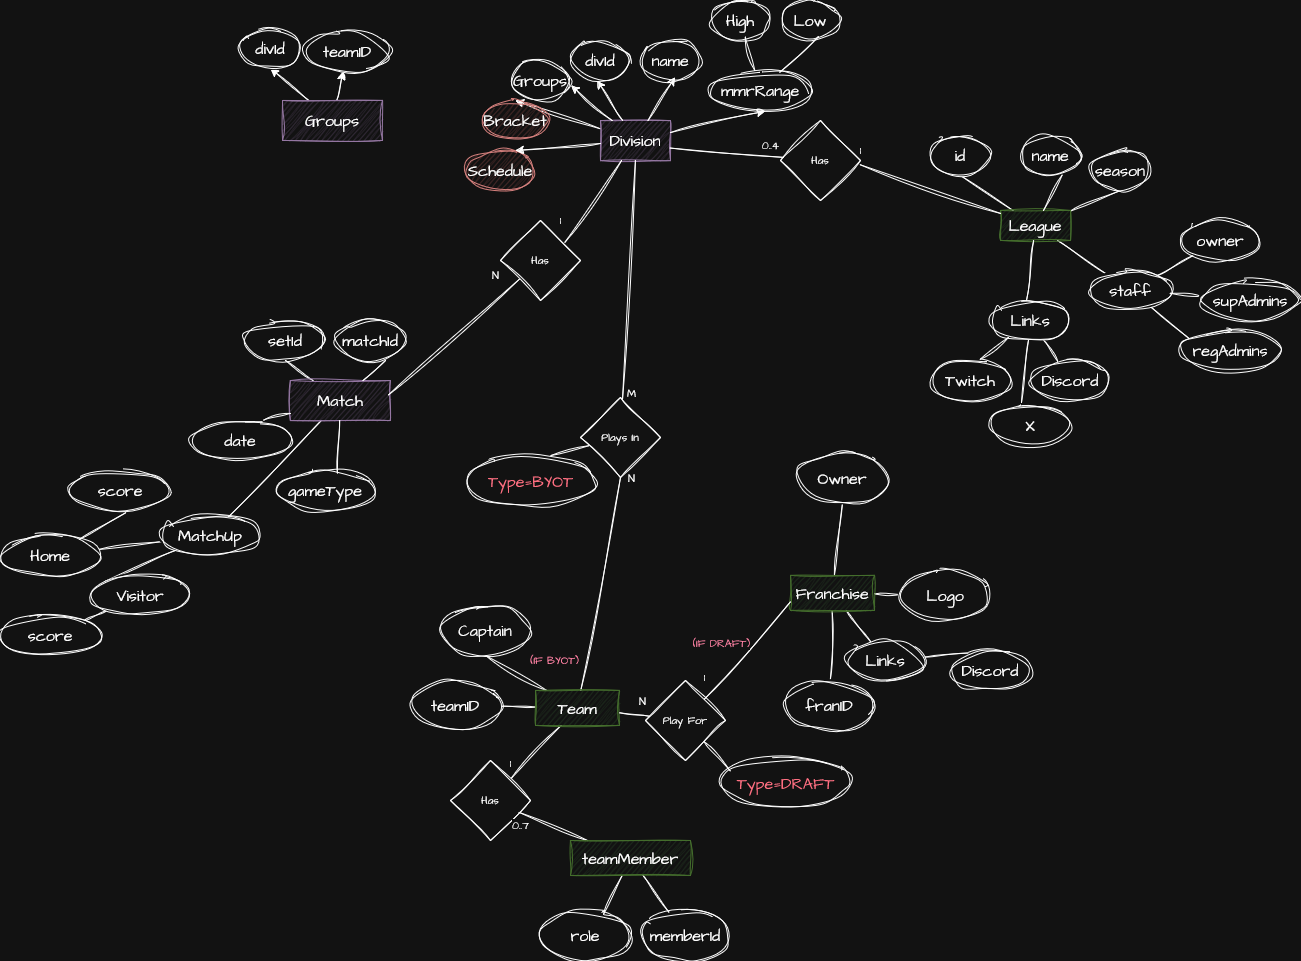 High
Low
divId
teamID
Groups
divId
name
mmrRange
Groups
Bracket
Schedule
Division
0.4
Has
1
id
name
season
League
owner
staff
supAdmins
regAdmins
Links
Twitch
Discord
X
1
Has
N
setId
matchId
Match
date
gameType
score
MatchUp
Home
Visitor
score
M
Plays In
N
Type=BYOT
Owner
Franchise
Logo
Links
Discord
franID
(IF DRAFT)
Captain
(IF BYOT)
teamID
Team
N
1
Play For
Type=DRAFT
1
Has
0..7
teamMember
role
memberId